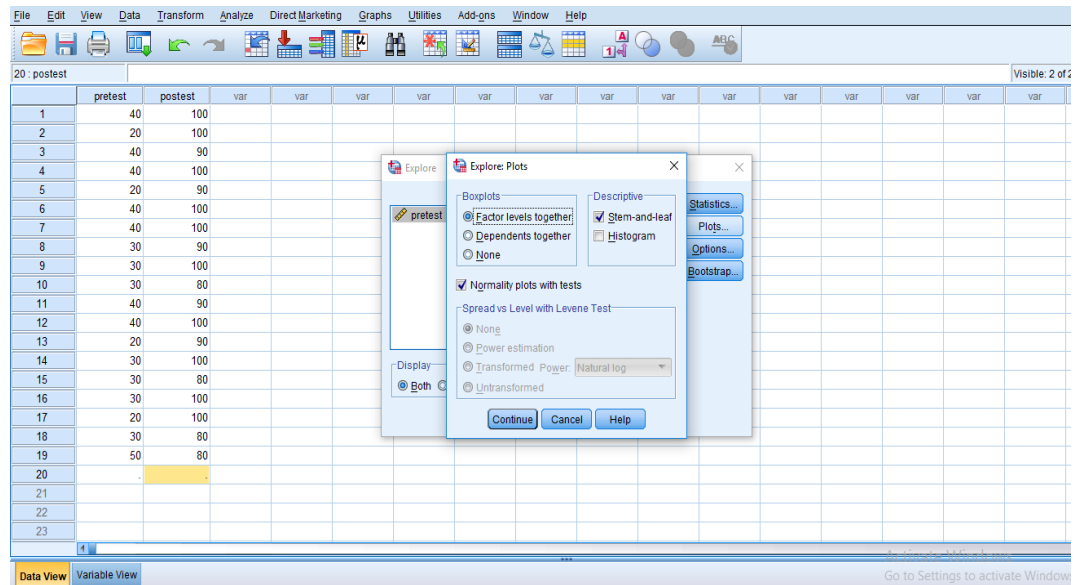 File Edit View Data Transform Analyze Direct Marketing Graphs Utilities Add-ons Window Help
20 : postest
Visible: 2 of 2
pretest postest var var var var var var var var var var var var var var
1 40 100
2 20 100
3 40 90
4 40 100
5 20 90
6 40 100
7 40 100
8 30 90
9 30 100
10 30 80
11 40 90
12 40 100
13 20 90
14 30 100
15 30 80
16 30 100
17 20 100
18 30 80
19 50 80
20 . .
21
22
23
Explore
pretest
Statistics...
Plots...
Options...
Bootstrap...
Display
Both
Explore: Plots
Boxplots
Factor levels together
Dependents together
None
Descriptive
Stem-and-leaf
Histogram
Normality plots with tests
Spread vs Level with Levene Test
None
Power estimation
Transformed Power: Natural log
Untransformed
Continue Cancel Help
Data View Variable View
Activate Windows
Go to Settings to activate Windows